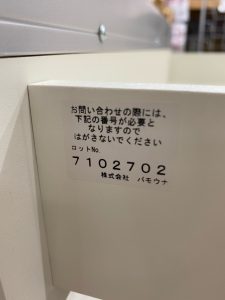 お問い合わせの際には、
下記の番号が必要と
なりますので
はがさないでください
ロットNo.
7102702
株式会社 パモウナ